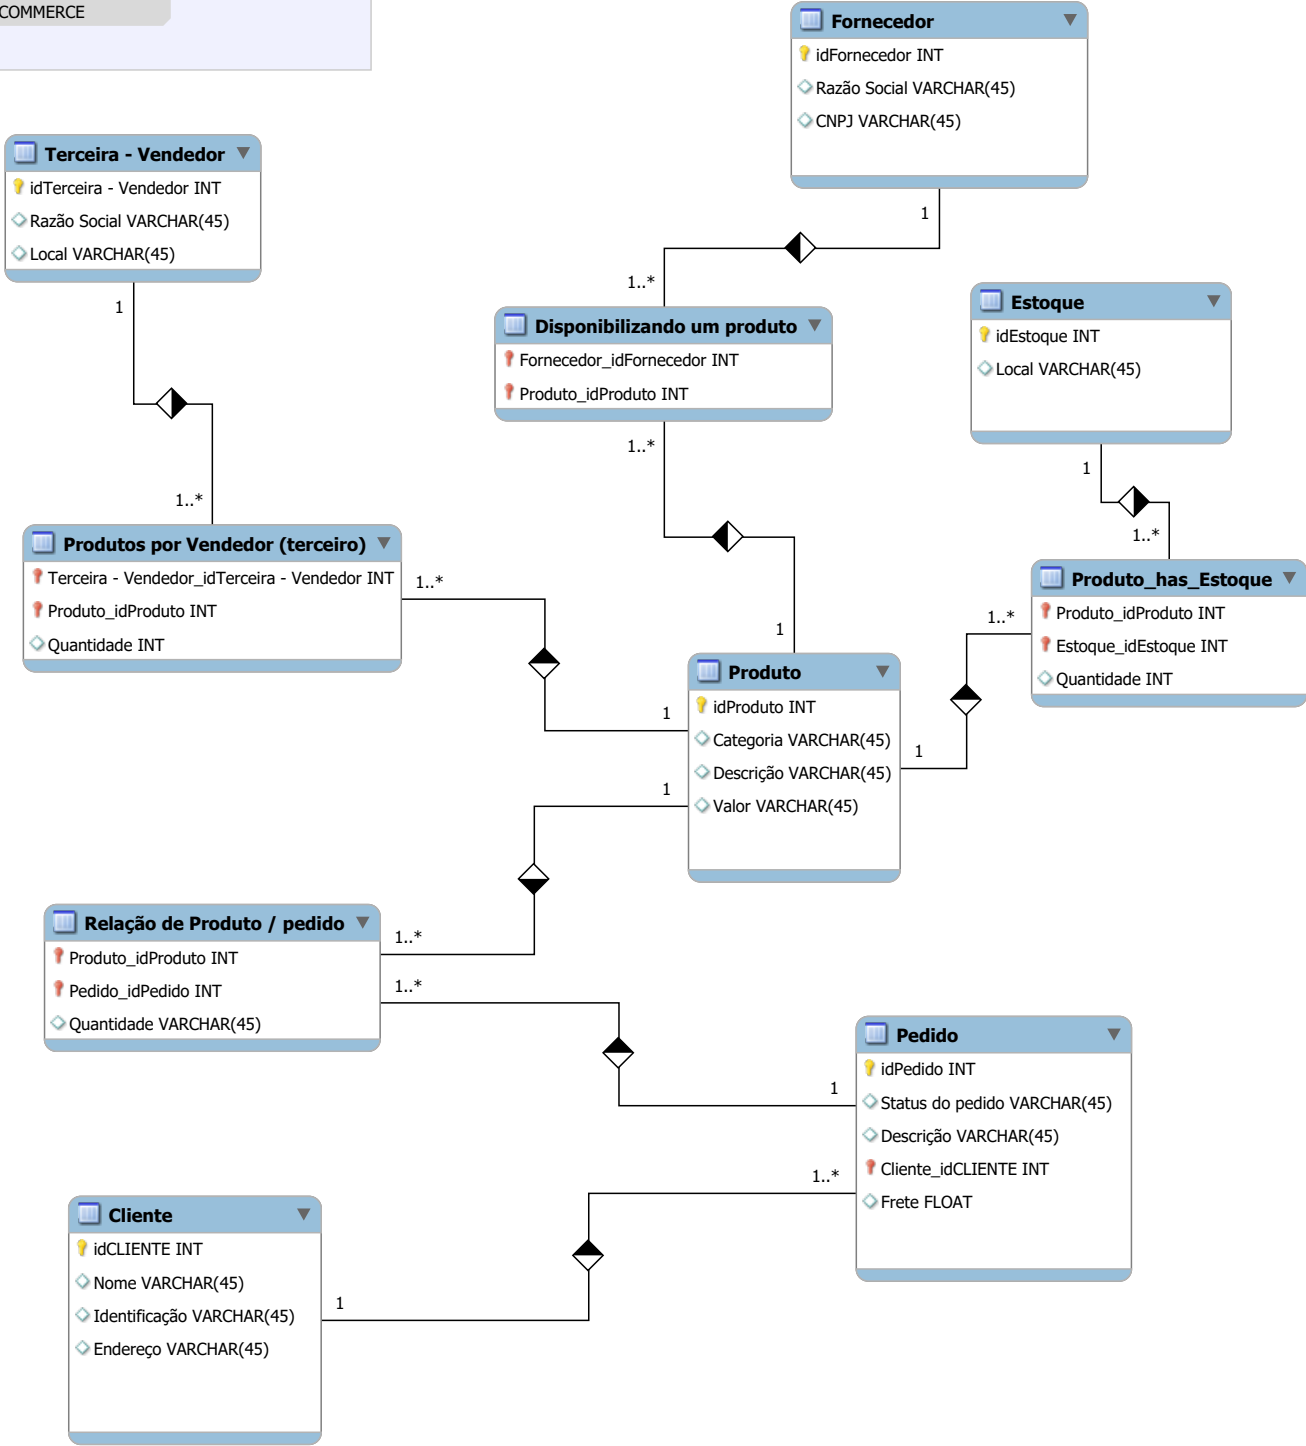 COMMERCE
Fornecedor
idFornecedor INT
Razão Social VARCHAR(45)
CNPJ VARCHAR(45)
1
1..*
Terceira - Vendedor
idTerceira - Vendedor INT
Razão Social VARCHAR(45)
Local VARCHAR(45)
1
1..*
Disponibilizando um produto
Fornecedor_idFornecedor INT
Produto_idProduto INT
1..*
1
Estoque
idEstoque INT
Local VARCHAR(45)
1
1..*
Produtos por Vendedor (terceiro)
Terceira - Vendedor_idTerceira - Vendedor INT
Produto_idProduto INT
Quantidade INT
1..*
1
Produto_has_Estoque
Produto_idProduto INT
Estoque_idEstoque INT
Quantidade INT
1..*
1
Produto
idProduto INT
Categoria VARCHAR(45)
Descrição VARCHAR(45)
Valor VARCHAR(45)
1
Relação de Produto / pedido
Produto_idProduto INT
Pedido_idPedido INT
Quantidade VARCHAR(45)
1..*
1..*
1
Pedido
idPedido INT
Status do pedido VARCHAR(45)
Descrição VARCHAR(45)
Cliente_idCLIENTE INT
Frete FLOAT
1..*
Cliente
idCLIENTE INT
Nome VARCHAR(45)
Identificação VARCHAR(45)
Endereço VARCHAR(45)
1